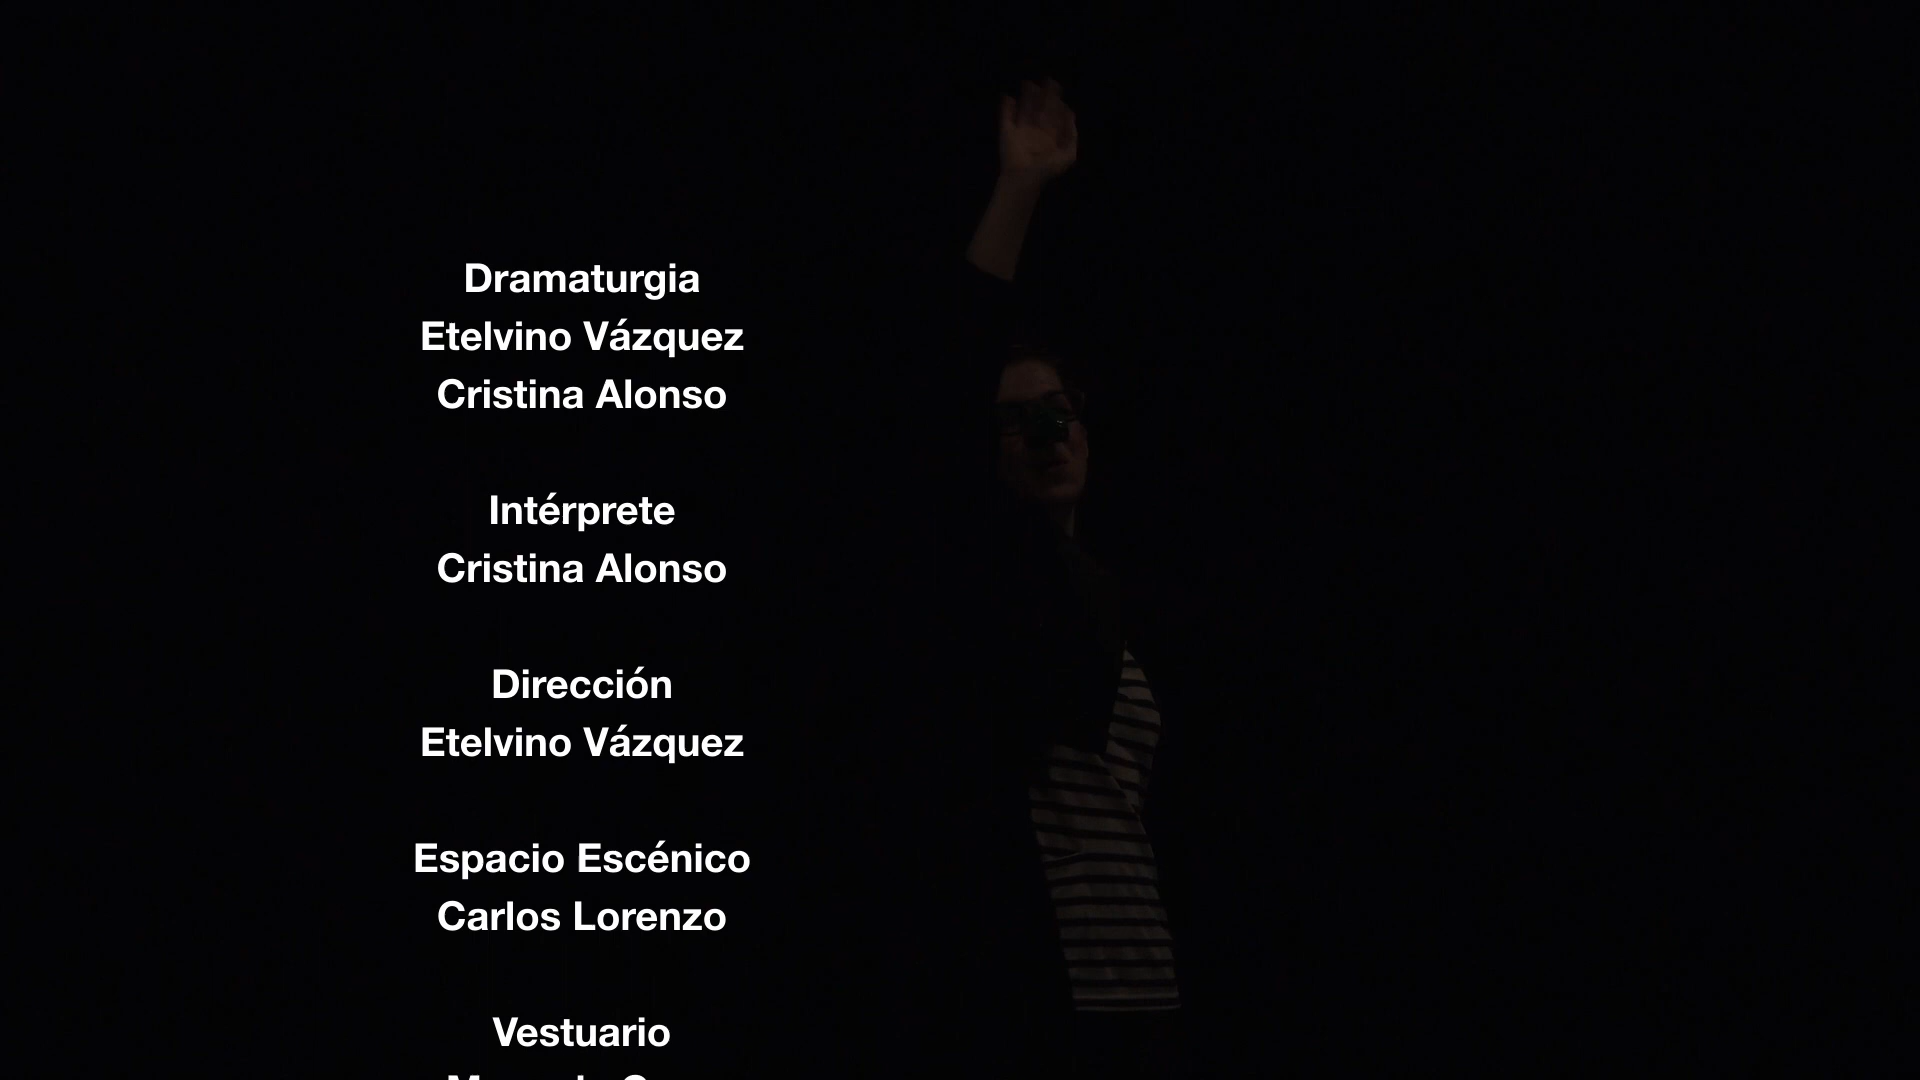 Dramaturgia
Etelvino Vázquez
Cristina Alonso
Intérprete
Cristina Alonso
Dirección
Etelvino Vázquez
Espacio Escénico
Carlos Lorenzo
Vestuario